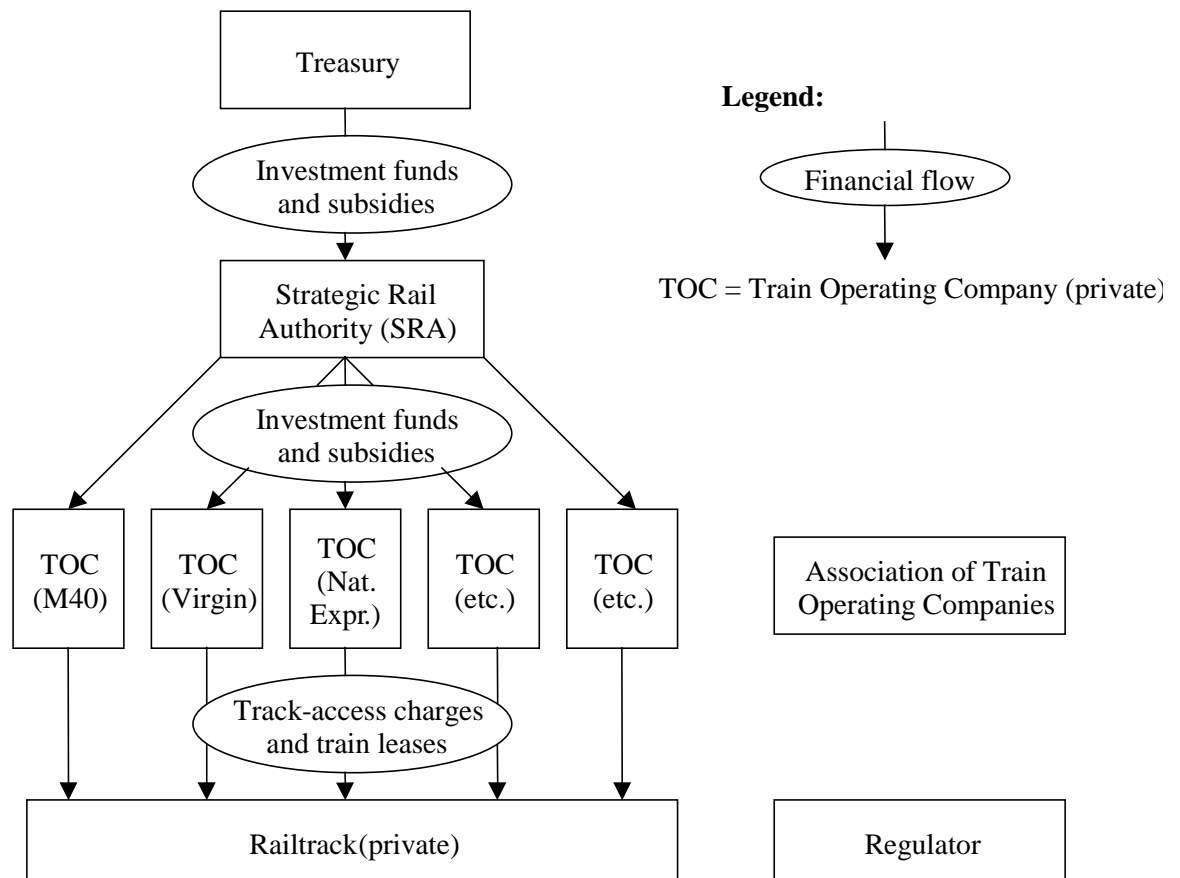 Treasury
Legend:
Investment funds
and subsidies
Financial flow
Strategic Rail
Authority (SRA)
TOC = Train Operating Company (private)
Investment funds
and subsidies
TOC
(M40)
TOC
(Virgin)
TOC
(Nat.
Expr.)
TOC
(etc.)
TOC
(etc.)
Association of Train
Operating Companies
Track-access charges
and train leases
Railtrack(private)
Regulator